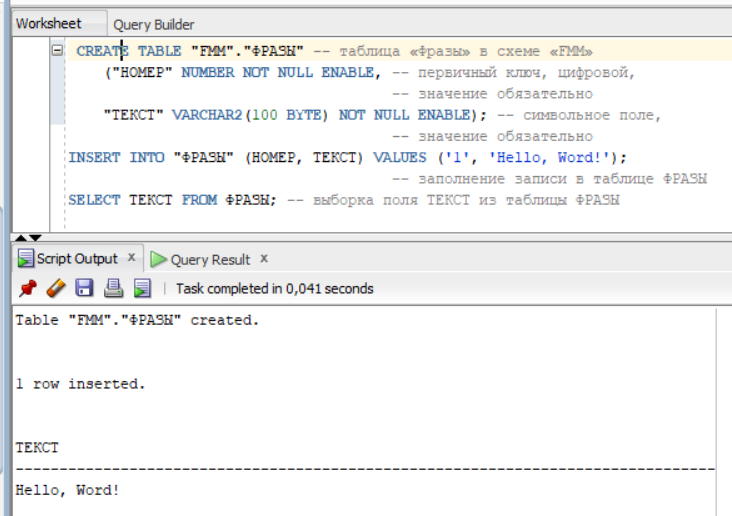 Worksheet Query Builder
CREATE TABLE "FMM"."ФРАЗЫ" -- таблица «Фразы» в схеме «FMM»
("НОМЕР" NUMBER NOT NULL ENABLE, -- первичный ключ, цифровой,
-- значение обязательно
"ТЕКСТ" VARCHAR2(100 BYTE) NOT NULL ENABLE); -- символьное поле,
-- значение обязательно
INSERT INTO "ФРАЗЫ" (НОМЕР, ТЕКСТ) VALUES ('1', 'Hello, Word!');
-- заполнение записи в таблице ФРАЗЫ
SELECT ТЕКСТ FROM ФРАЗЫ; -- выборка поля ТЕКСТ из таблицы ФРАЗЫ
Script Output x Query Result x
Task completed in 0,041 seconds
Table "FMM"."ФРАЗЫ" created.
1 row inserted.
ТЕКСТ
--------------------------------------------------------------------------------
Hello, Word!